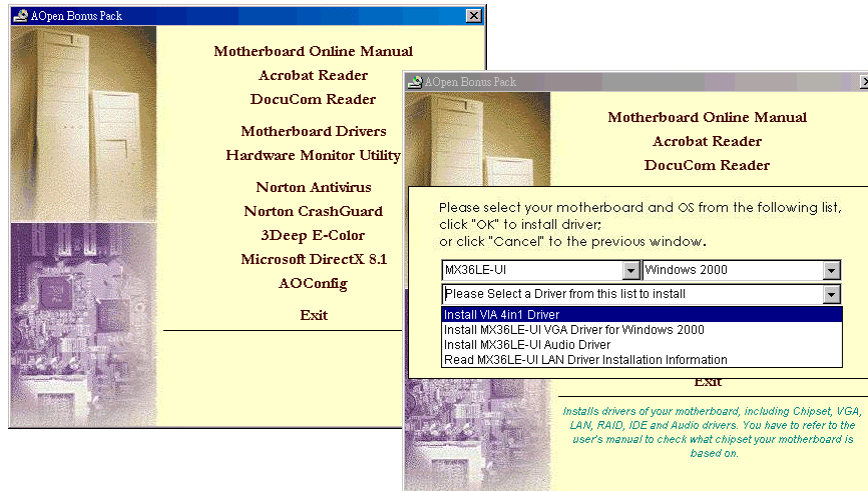 AOpen Bonus Pack
Motherboard Online Manual
Acrobat Reader
DocuCom Reader
Motherboard Drivers
Hardware Monitor Utility
Norton Antivirus
Norton CrashGuard
3Deep E-Color
Microsoft DirectX 8.1
AOConfig
Exit
AOpen Bonus Pack
Motherboard Online Manual
Acrobat Reader
DocuCom Reader
Please select your motherboard and OS from the following list,
click "OK" to install driver;
or click "Cancel" to the previous window.
MX36LE-UI Windows 2000
Please Select a Driver from this list to install
Install VIA 4in1 Driver
Install MX36LE-UI VGA Driver for Windows 2000
Install MX36LE-UI Audio Driver
Read MX36LE-UI LAN Driver Installation Information
Exit
Installs drivers of your motherboard, including Chipset, VGA,
LAN, RAID, IDE and Audio drivers. You have to refer to the
user's manual to check what chipset your motherboard is
based on.